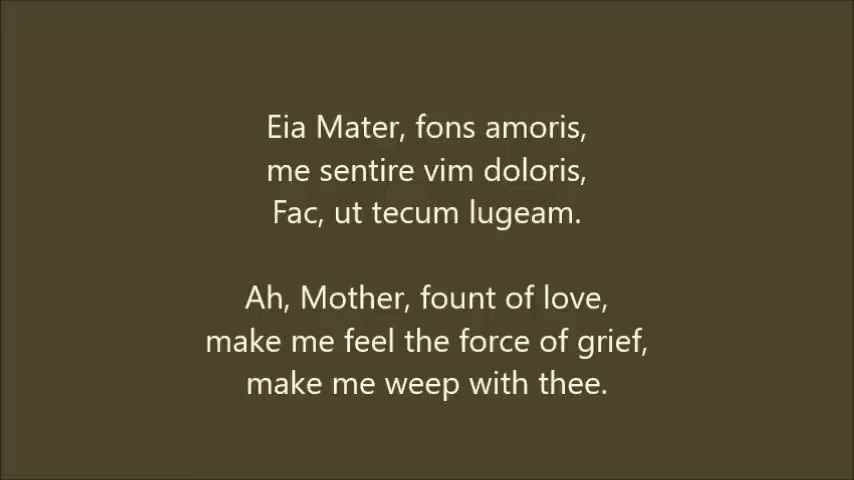 Eia Mater, fons amoris,
me sentire vim doloris,
Fac, ut tecum lugeam.
Ah, Mother, fount of love,
make me feel the force of grief,
make me weep with thee.